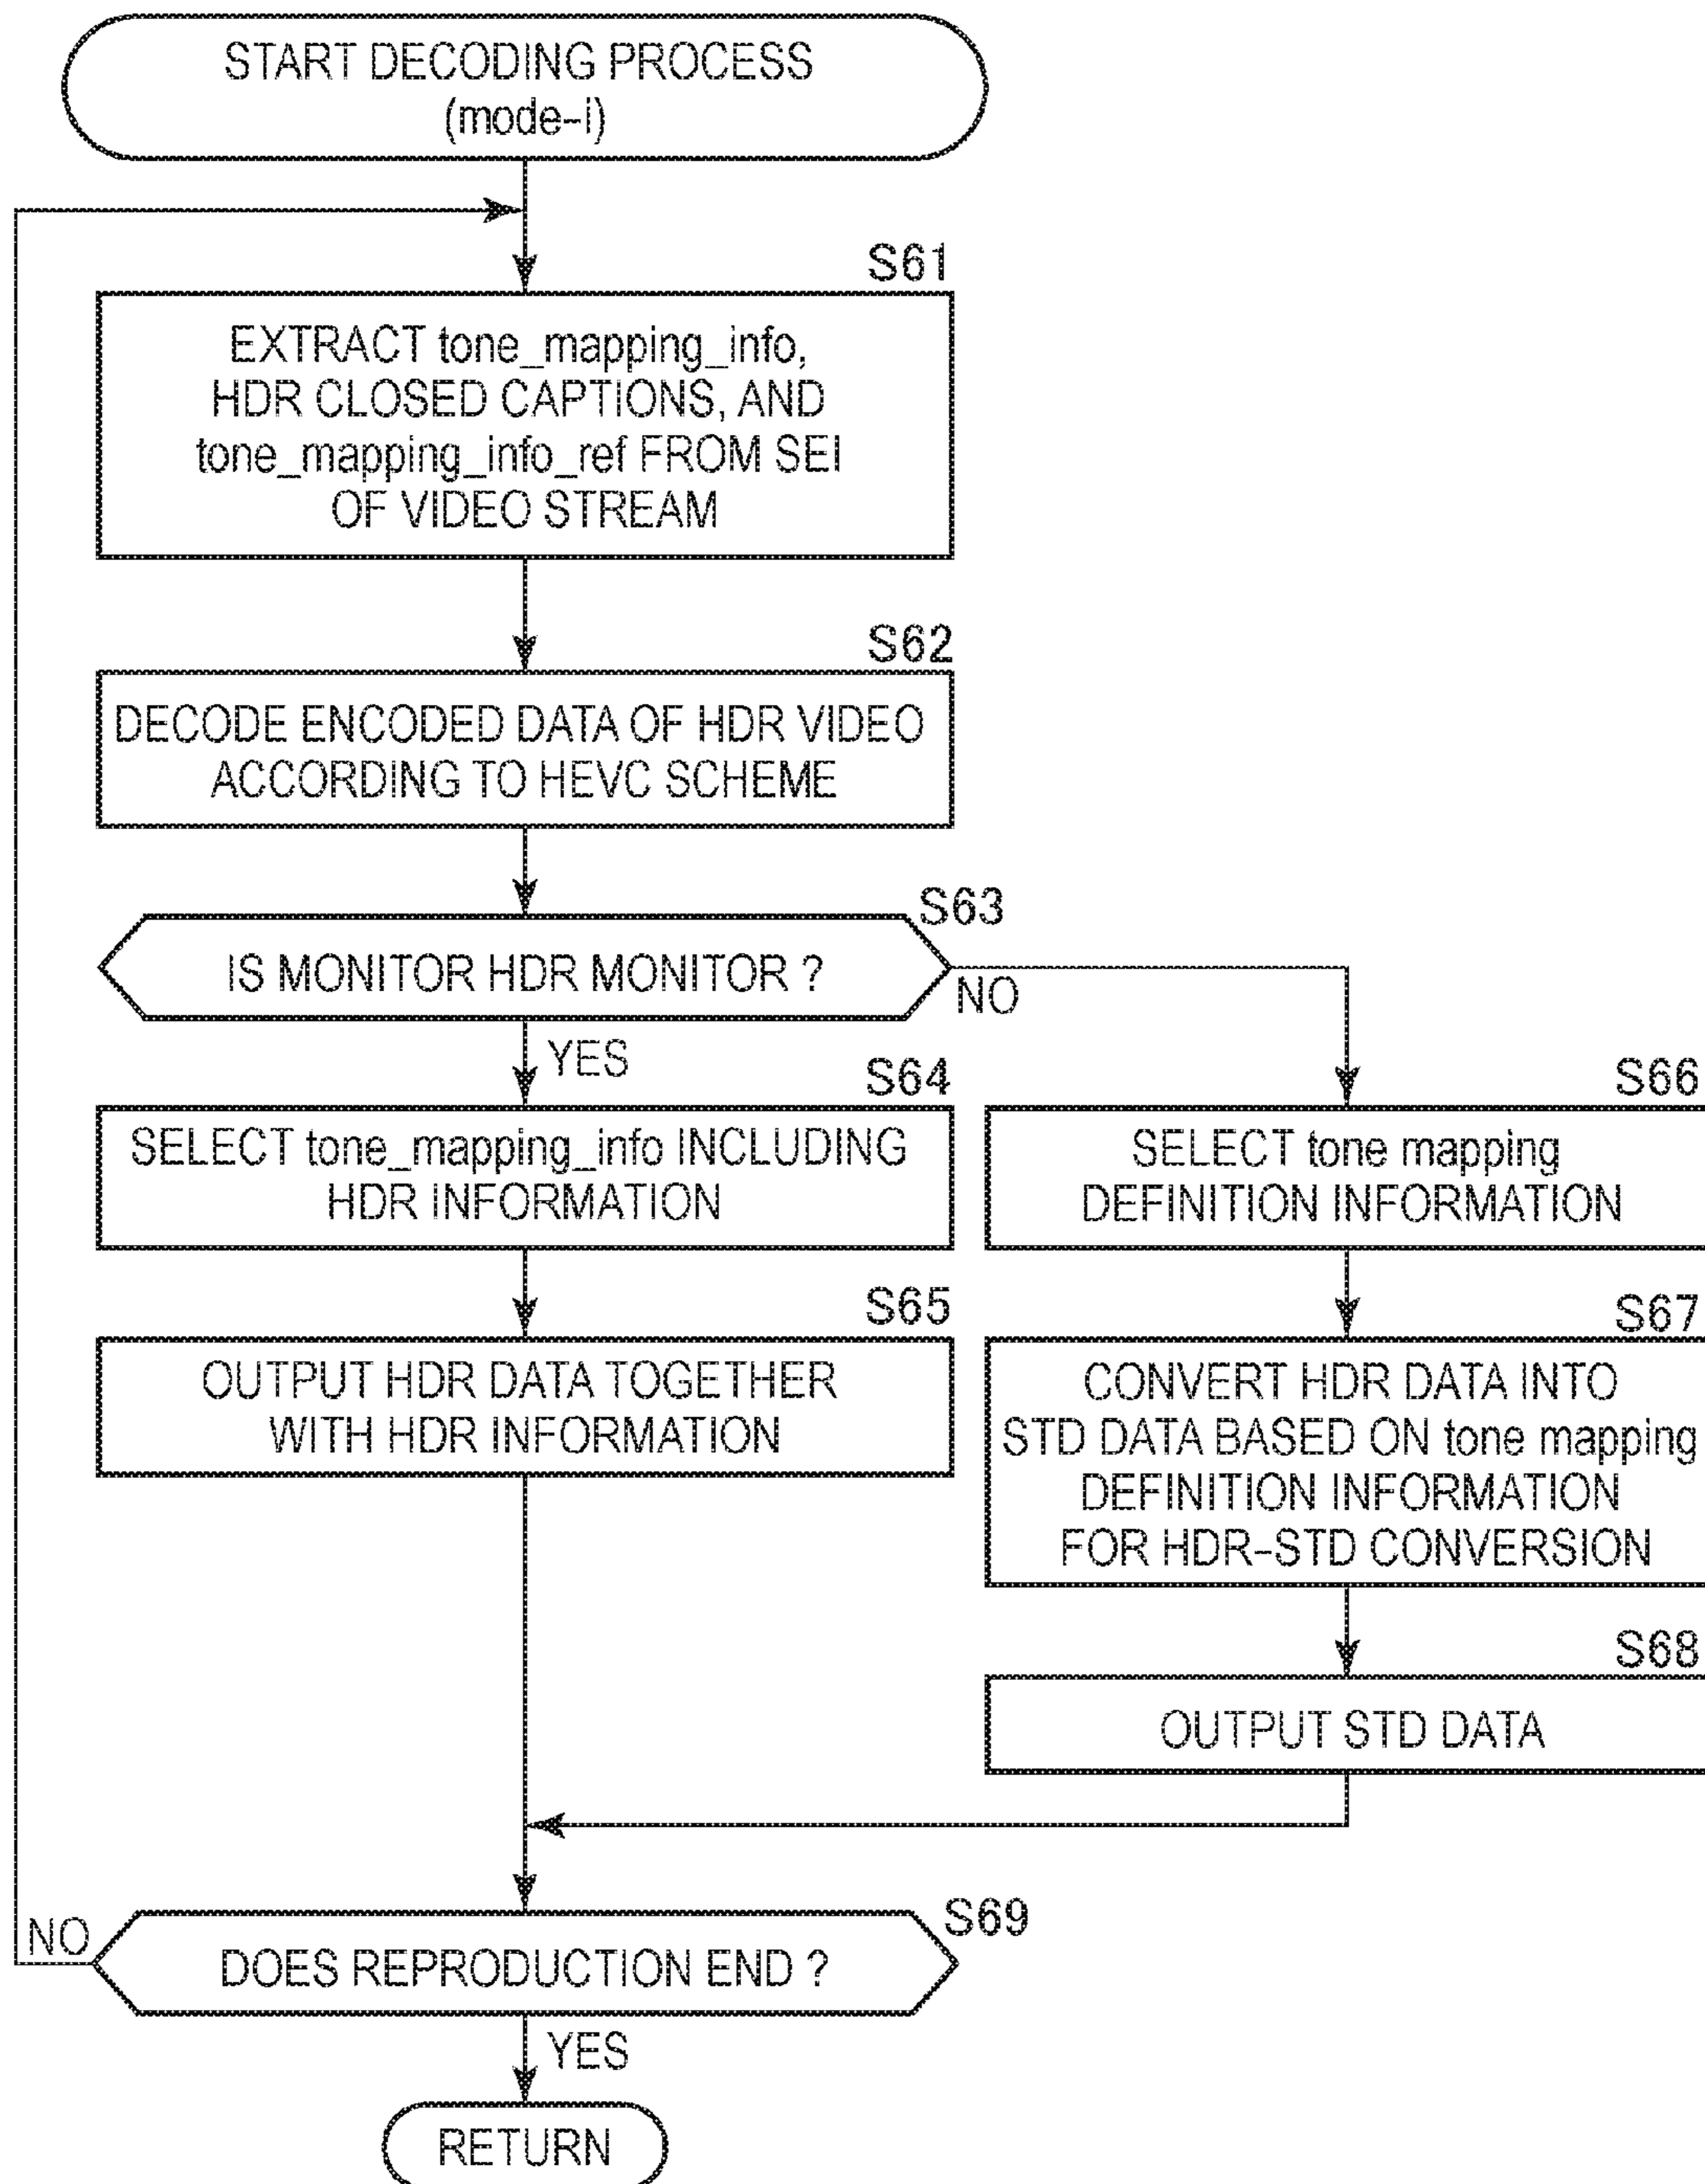 START DECODING PROCESS
(mode-i)
S61
EXTRACT tone_mapping_info,
HDR CLOSED CAPTIONS, AND
tone_mapping_info_ref FROM SEI
OF VIDEO STREAM
S62
DECODE ENCODED DATA OF HDR VIDEO
ACCORDING TO HEVC SCHEME
S63
IS MONITOR HDR MONITOR ?
NO
YES
S64
SELECT tone_mapping_info INCLUDING
HDR INFORMATION
S65
OUTPUT HDR DATA TOGETHER
WITH HDR INFORMATION
S66
SELECT tone mapping
DEFINITION INFORMATION
S67
CONVERT HDR DATA INTO
STD DATA BASED ON tone mapping
DEFINITION INFORMATION
FOR HDR-STD CONVERSION
S68
OUTPUT STD DATA
S69
NO
DOES REPRODUCTION END ?
YES
RETURN